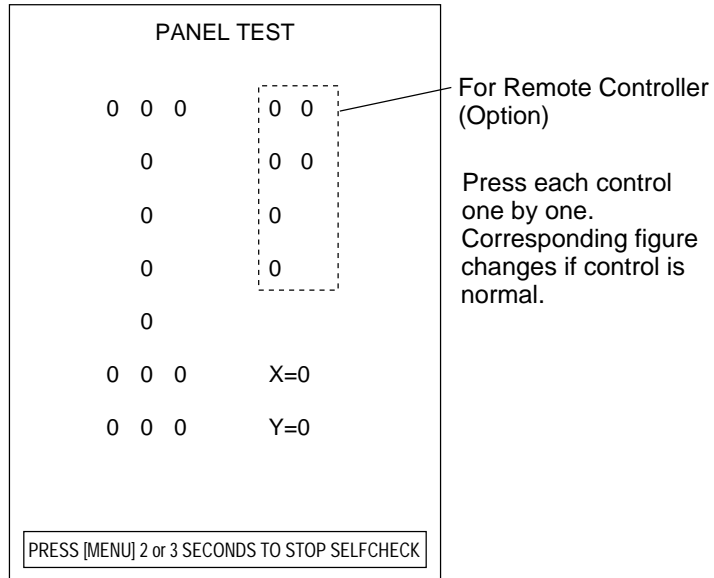 PANEL TEST
0 0 0 0 0
0 0 0
0 0
0 0
0
0 0 0 X=0
0 0 0 Y=0
PRESS [MENU] 2 or 3 SECONDS TO STOP SELFCHECK
For Remote Controller
(Option)
Press each control
one by one.
Corresponding figure
changes if control is
normal.